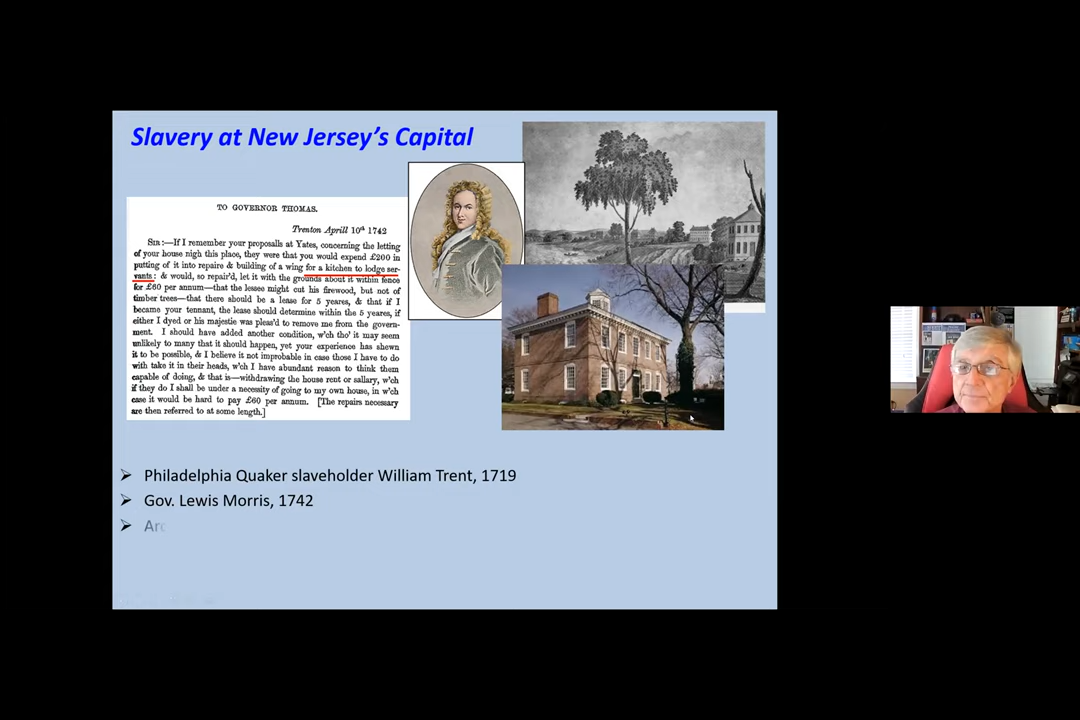 Slavery at New Jersey's Capital
TO GOVERNOR THOMAS.
Trenton Aprill 10th 1742
SIR:—If I remember your proposals at Yates, concerning the letting
of your house nigh this place, they were that you would expend £200 in
putting of it into repaire & building of a wing for a kitchen to lodge ser-
vants: & would, so repair'd, let it with the grounds about it within fence
for £60 per annum—that the lessee might cut his firewood, but not of
timber trees—that there should be a lease for 5 yeares, & that if I
became your tennant, the lease should determine within the 5 yeares, if
either I dyed or his majestie was pleas'd to remove me from the govern-
ment. I should have added another condition, w'ch tho' it may seem
unlikely to many that it should happen, yet your experience has shewn
it to be possible, & I believe it not improbable in case those I have to do
with take it in their heads, w'ch I have abundant reason to think them
capable of doing, & that is—withdrawing the house rent or sallary, w'ch
if they do I shall be under a necessity of going to my own house, in w'ch
case it would be hard to pay £60 per annum. [The repairs necessary
are then referred to at some length.]
Philadelphia Quaker slaveholder William Trent, 1719
Gov. Lewis Morris, 1742
Ar